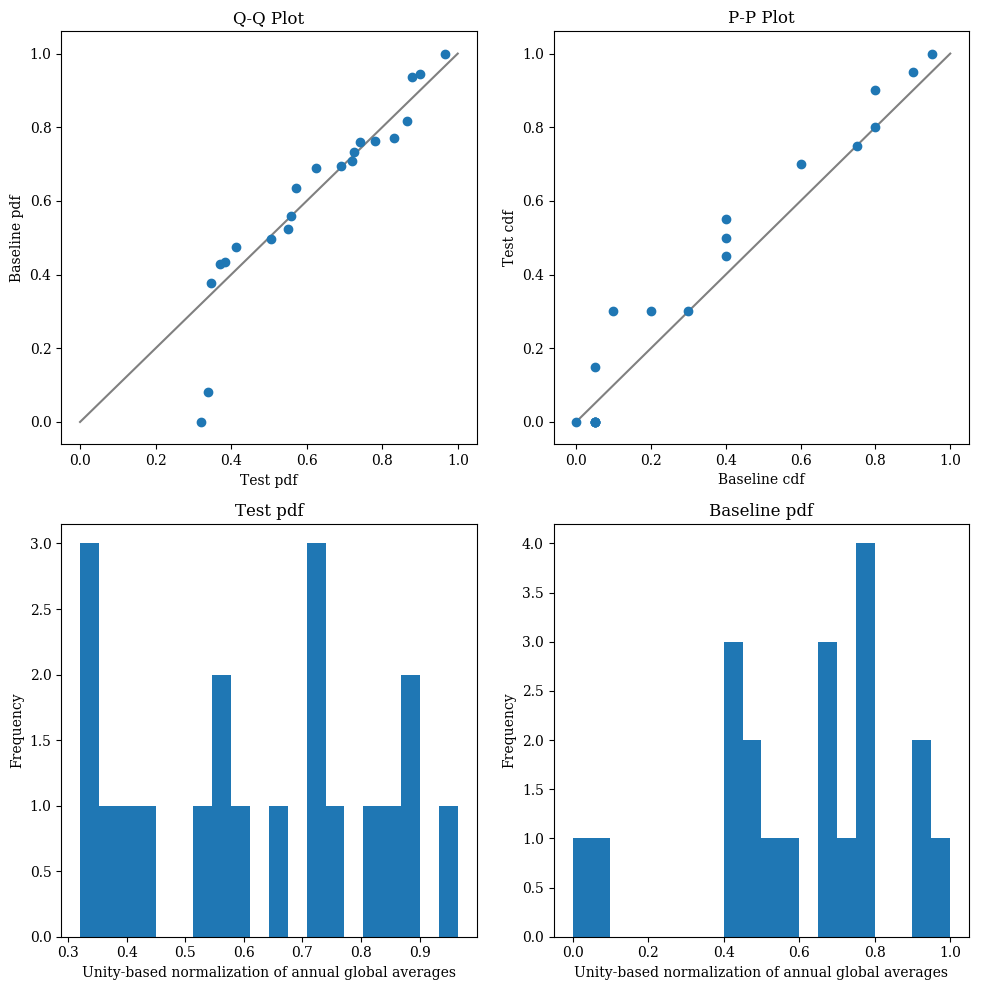 Q-Q Plot
1.0
0.8
0.6
0.4
0.2
0.0
Baseline pdf
0.0 0.2 0.4 0.6 0.8 1.0
Test pdf
P-P Plot
1.0
0.8
0.6
0.4
0.2
0.0
Test cdf
0.0 0.2 0.4 0.6 0.8 1.0
Baseline cdf
Test pdf
3.0
2.5
2.0
1.5
1.0
0.5
0.0
Frequency
0.3 0.4 0.5 0.6 0.7 0.8 0.9
Unity-based normalization of annual global averages
Baseline pdf
4.0
3.5
3.0
2.5
2.0
1.5
1.0
0.5
0.0
Frequency
0.0 0.2 0.4 0.6 0.8 1.0
Unity-based normalization of annual global averages